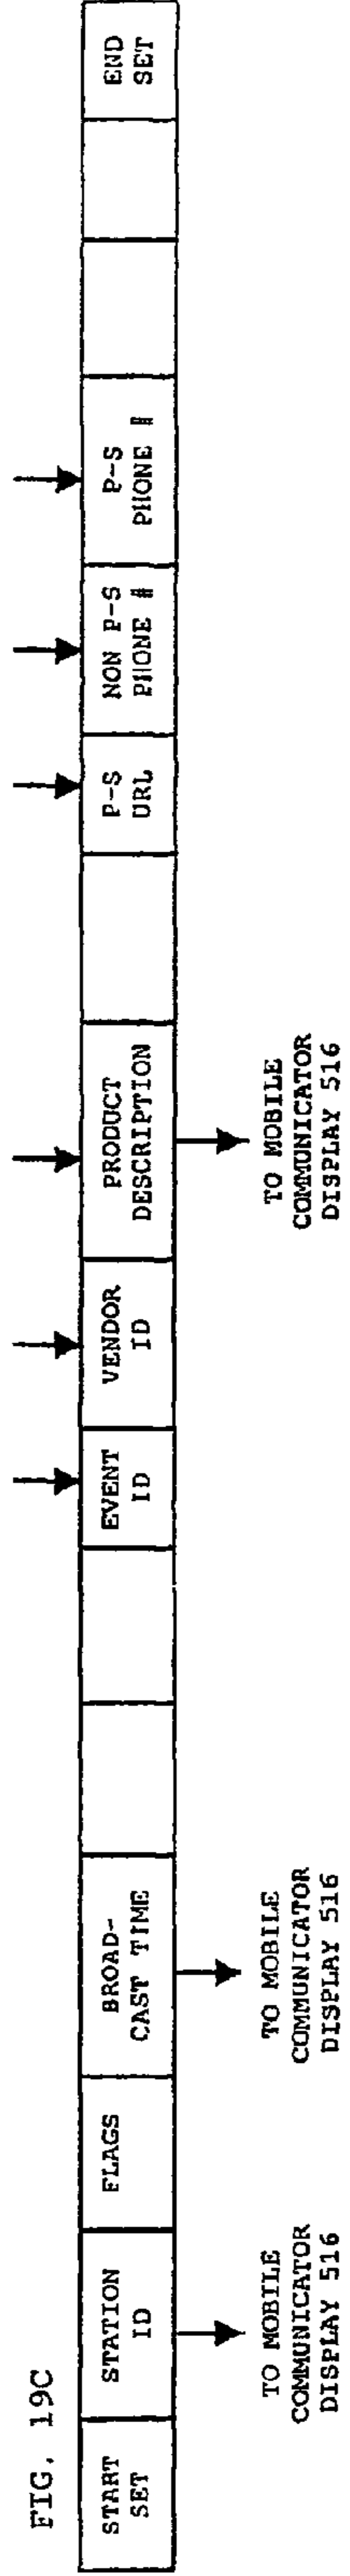 FIG. 19C
START
SET
STATION
ID
FLAGS
BROAD-
CAST TIME
EVENT
ID
VENDOR
ID
PRODUCT
DESCRIPTION
P-S
URL
NON P-S
PHONE #
P-S
PHONE #
END
SET
TO MOBILE
COMMUNICATOR
DISPLAY 516
TO MOBILE
COMMUNICATOR
DISPLAY 516
TO MOBILE
COMMUNICATOR
DISPLAY 516